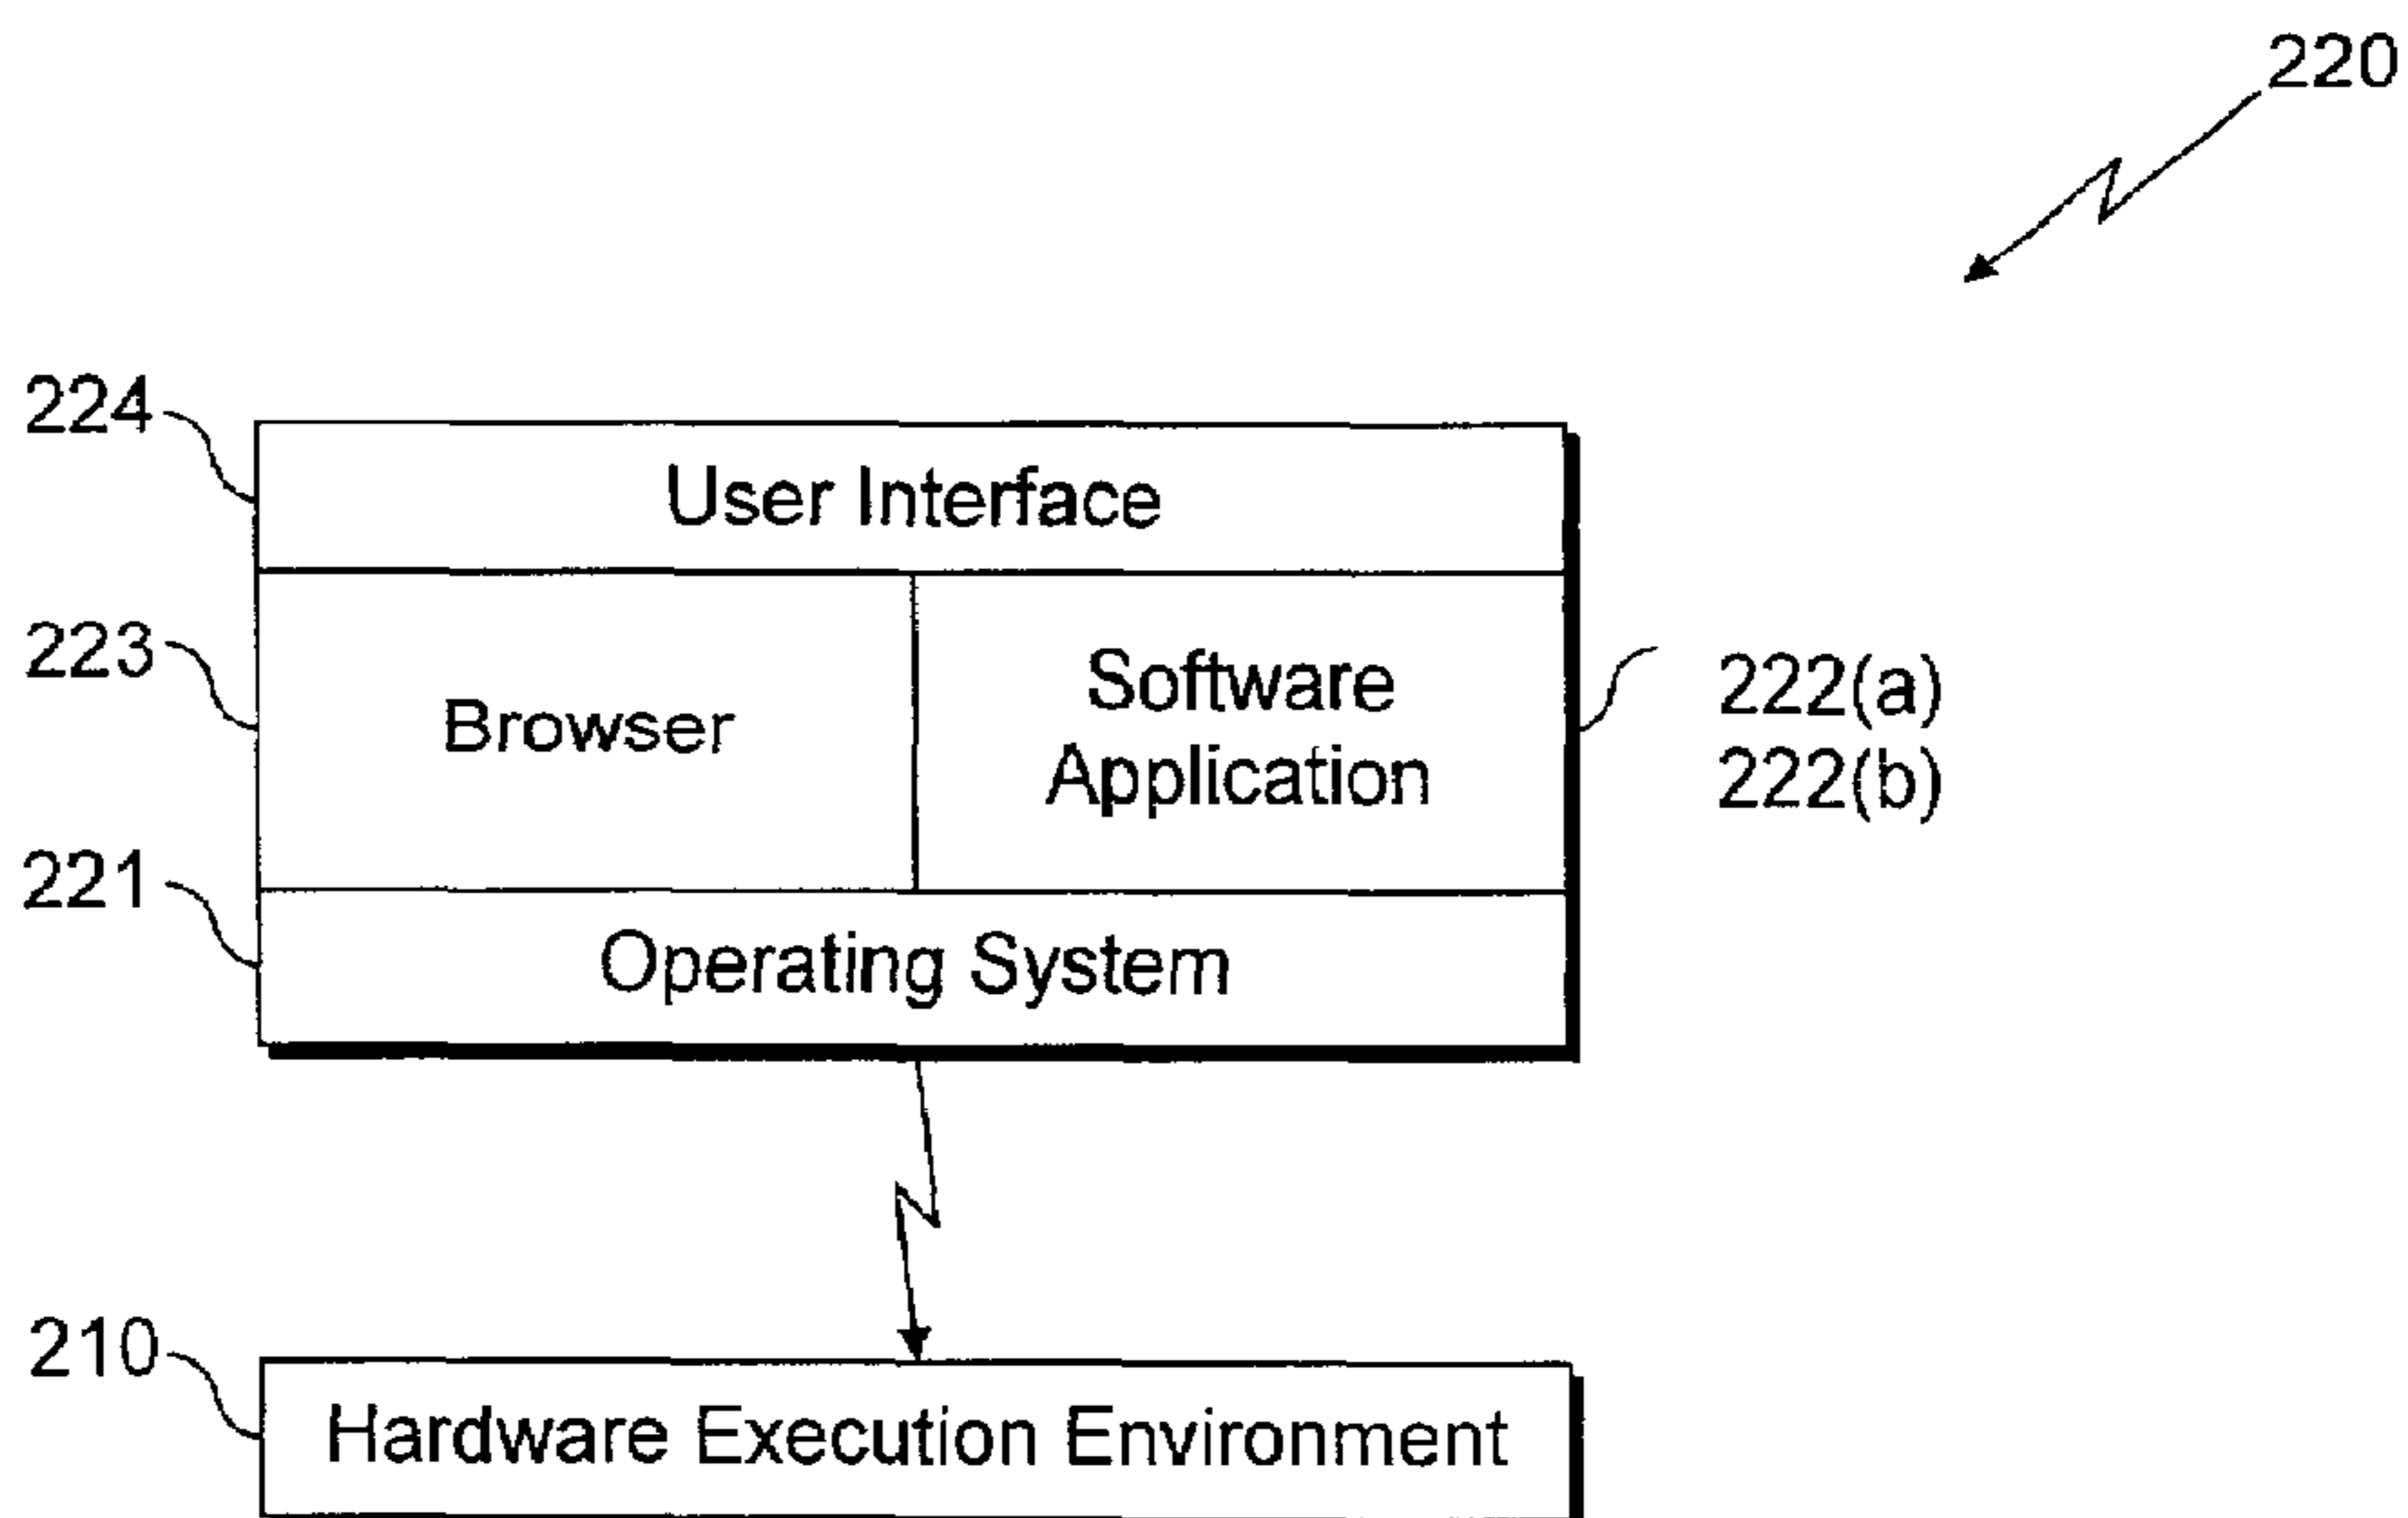 220
224
User Interface
223
Browser
Software
Application
222(a)
222(b)
221
Operating System
210
Hardware Execution Environment